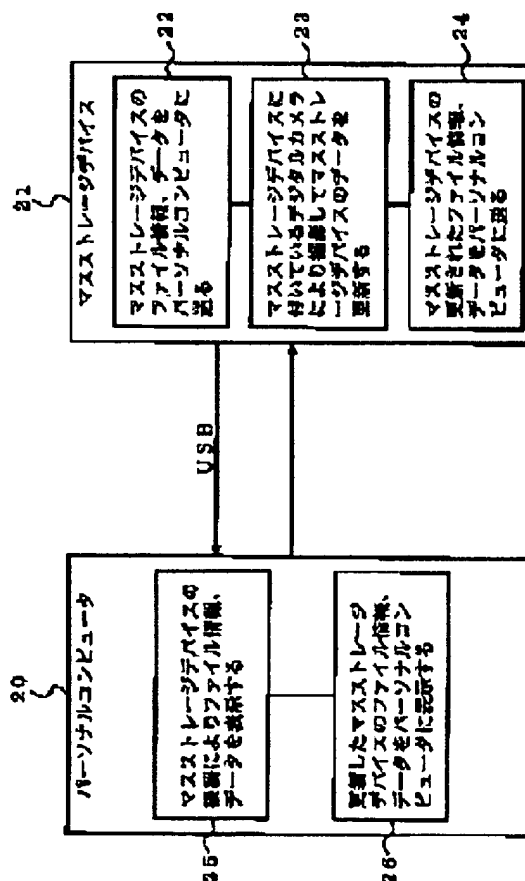 20
パーソナルコンピュータ
マスストレージデバイスの
接続によりファイル情報、
データを表示する
25
更新したマスストレージ
デバイスのファイル情報、
データをパーソナルコン
ピュータに表示する
26
USB
21
マスストレージデバイス
マスストレージデバイスの
ファイル情報、データを
パーソナルコンピュータに
送る
22
マスストレージデバイスに
付いているデジタルカメラ
により撮影してマスストレ
ージデバイスのデータを
更新する
23
マスストレージデバイスの
更新されたファイル情報、
データをパーソナルコン
ピュータに送る
24